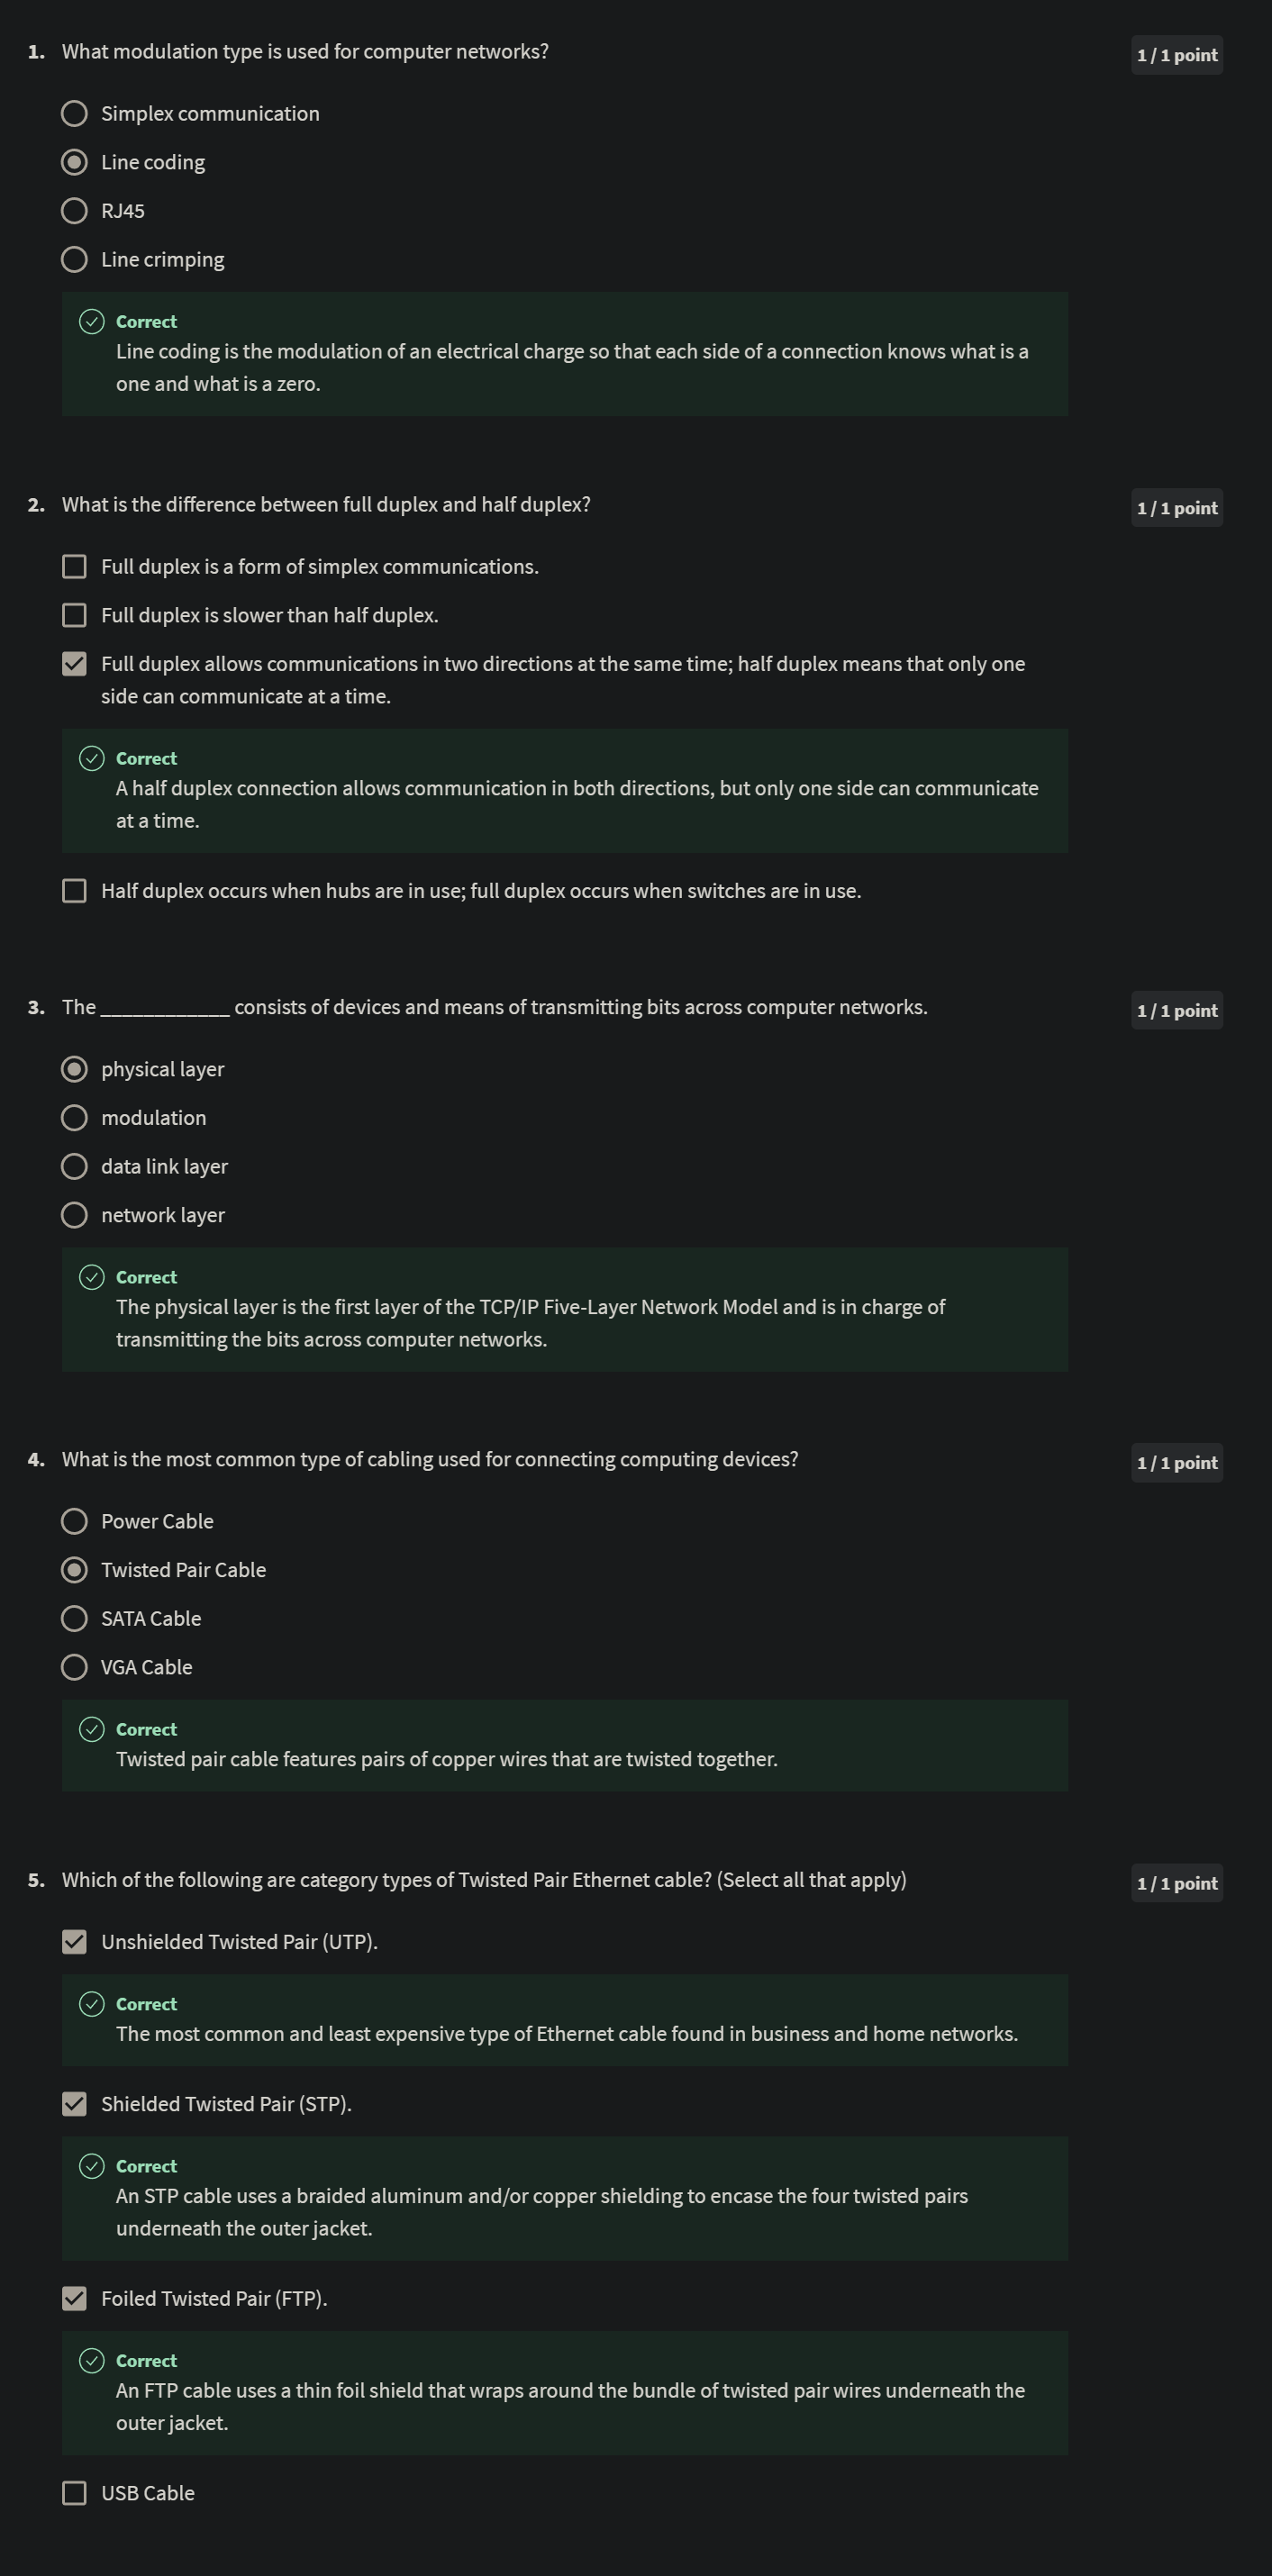 1. What modulation type is used for computer networks?
1 / 1 point
Simplex communication
Line coding
RJ45
Line crimping
Correct
Line coding is the modulation of an electrical charge so that each side of a connection knows what is a
one and what is a zero.
2. What is the difference between full duplex and half duplex?
1 / 1 point
Full duplex is a form of simplex communications.
Full duplex is slower than half duplex.
Full duplex allows communications in two directions at the same time; half duplex means that only one
side can communicate at a time.
Correct
A half duplex connection allows communication in both directions, but only one side can communicate
at a time.
Half duplex occurs when hubs are in use; full duplex occurs when switches are in use.
3. The ____________ consists of devices and means of transmitting bits across computer networks.
1 / 1 point
physical layer
modulation
data link layer
network layer
Correct
The physical layer is the first layer of the TCP/IP Five-Layer Network Model and is in charge of
transmitting the bits across computer networks.
4. What is the most common type of cabling used for connecting computing devices?
1 / 1 point
Power Cable
Twisted Pair Cable
SATA Cable
VGA Cable
Correct
Twisted pair cable features pairs of copper wires that are twisted together.
5. Which of the following are category types of Twisted Pair Ethernet cable? (Select all that apply)
1 / 1 point
Unshielded Twisted Pair (UTP).
Correct
The most common and least expensive type of Ethernet cable found in business and home networks.
Shielded Twisted Pair (STP).
Correct
An STP cable uses a braided aluminum and/or copper shielding to encase the four twisted pairs
underneath the outer jacket.
Foiled Twisted Pair (FTP).
Correct
An FTP cable uses a thin foil shield that wraps around the bundle of twisted pair wires underneath the
outer jacket.
USB Cable